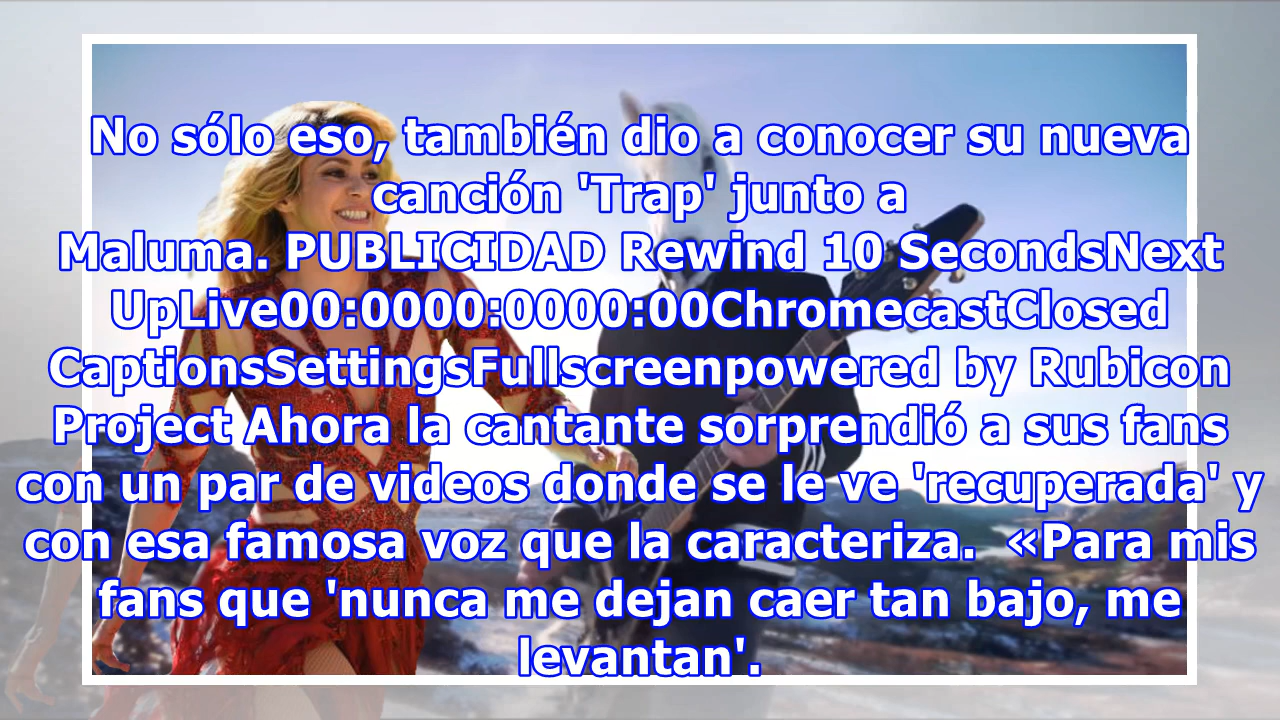 No sólo eso, también dio a conocer su nueva
canción 'Trap' junto a
Maluma. PUBLICIDAD Rewind 10 SecondsNext
UpLive00:0000:0000:00ChromecastClosed
CaptionsSettingsFullscreenpowered by Rubicon
Project Ahora la cantante sorprendió a sus fans
con un par de videos donde se le ve 'recuperada' y
con esa famosa voz que la caracteriza.  «Para mis
fans que 'nunca me dejan caer tan bajo, me
levantan'.